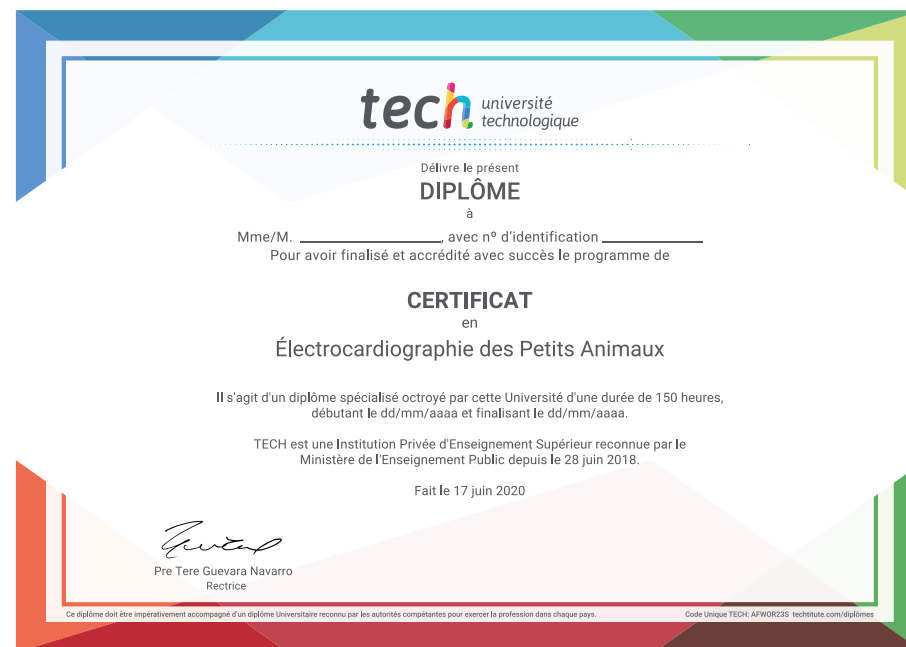 tech université
technologique
Délivre le présent
DIPLÔME
à
Mme/M. ____________________, avec nº d'identification ______________
Pour avoir finalisé et accrédité avec succès le programme de
CERTIFICAT
en
Électrocardiographie des Petits Animaux
Il s'agit d'un diplôme spécialisé octroyé par cette Université d'une durée de 150 heures,
débutant le dd/mm/aaaa et finalisant le dd/mm/aaaa.
TECH est une Institution Privée d'Enseignement Supérieur reconnue par le
Ministère de l'Enseignement Public depuis le 28 juin 2018.
Fait le 17 juin 2020
Pre Tere Guevara Navarro
Rectrice
Ce diplôme doit être impérativement accompagné d'un diplôme Universitaire reconnu par les autorités compétantes pour exercer la profession dans chaque pays.
Code Unique TECH: AFWOR23S techtitute.com/diplômes